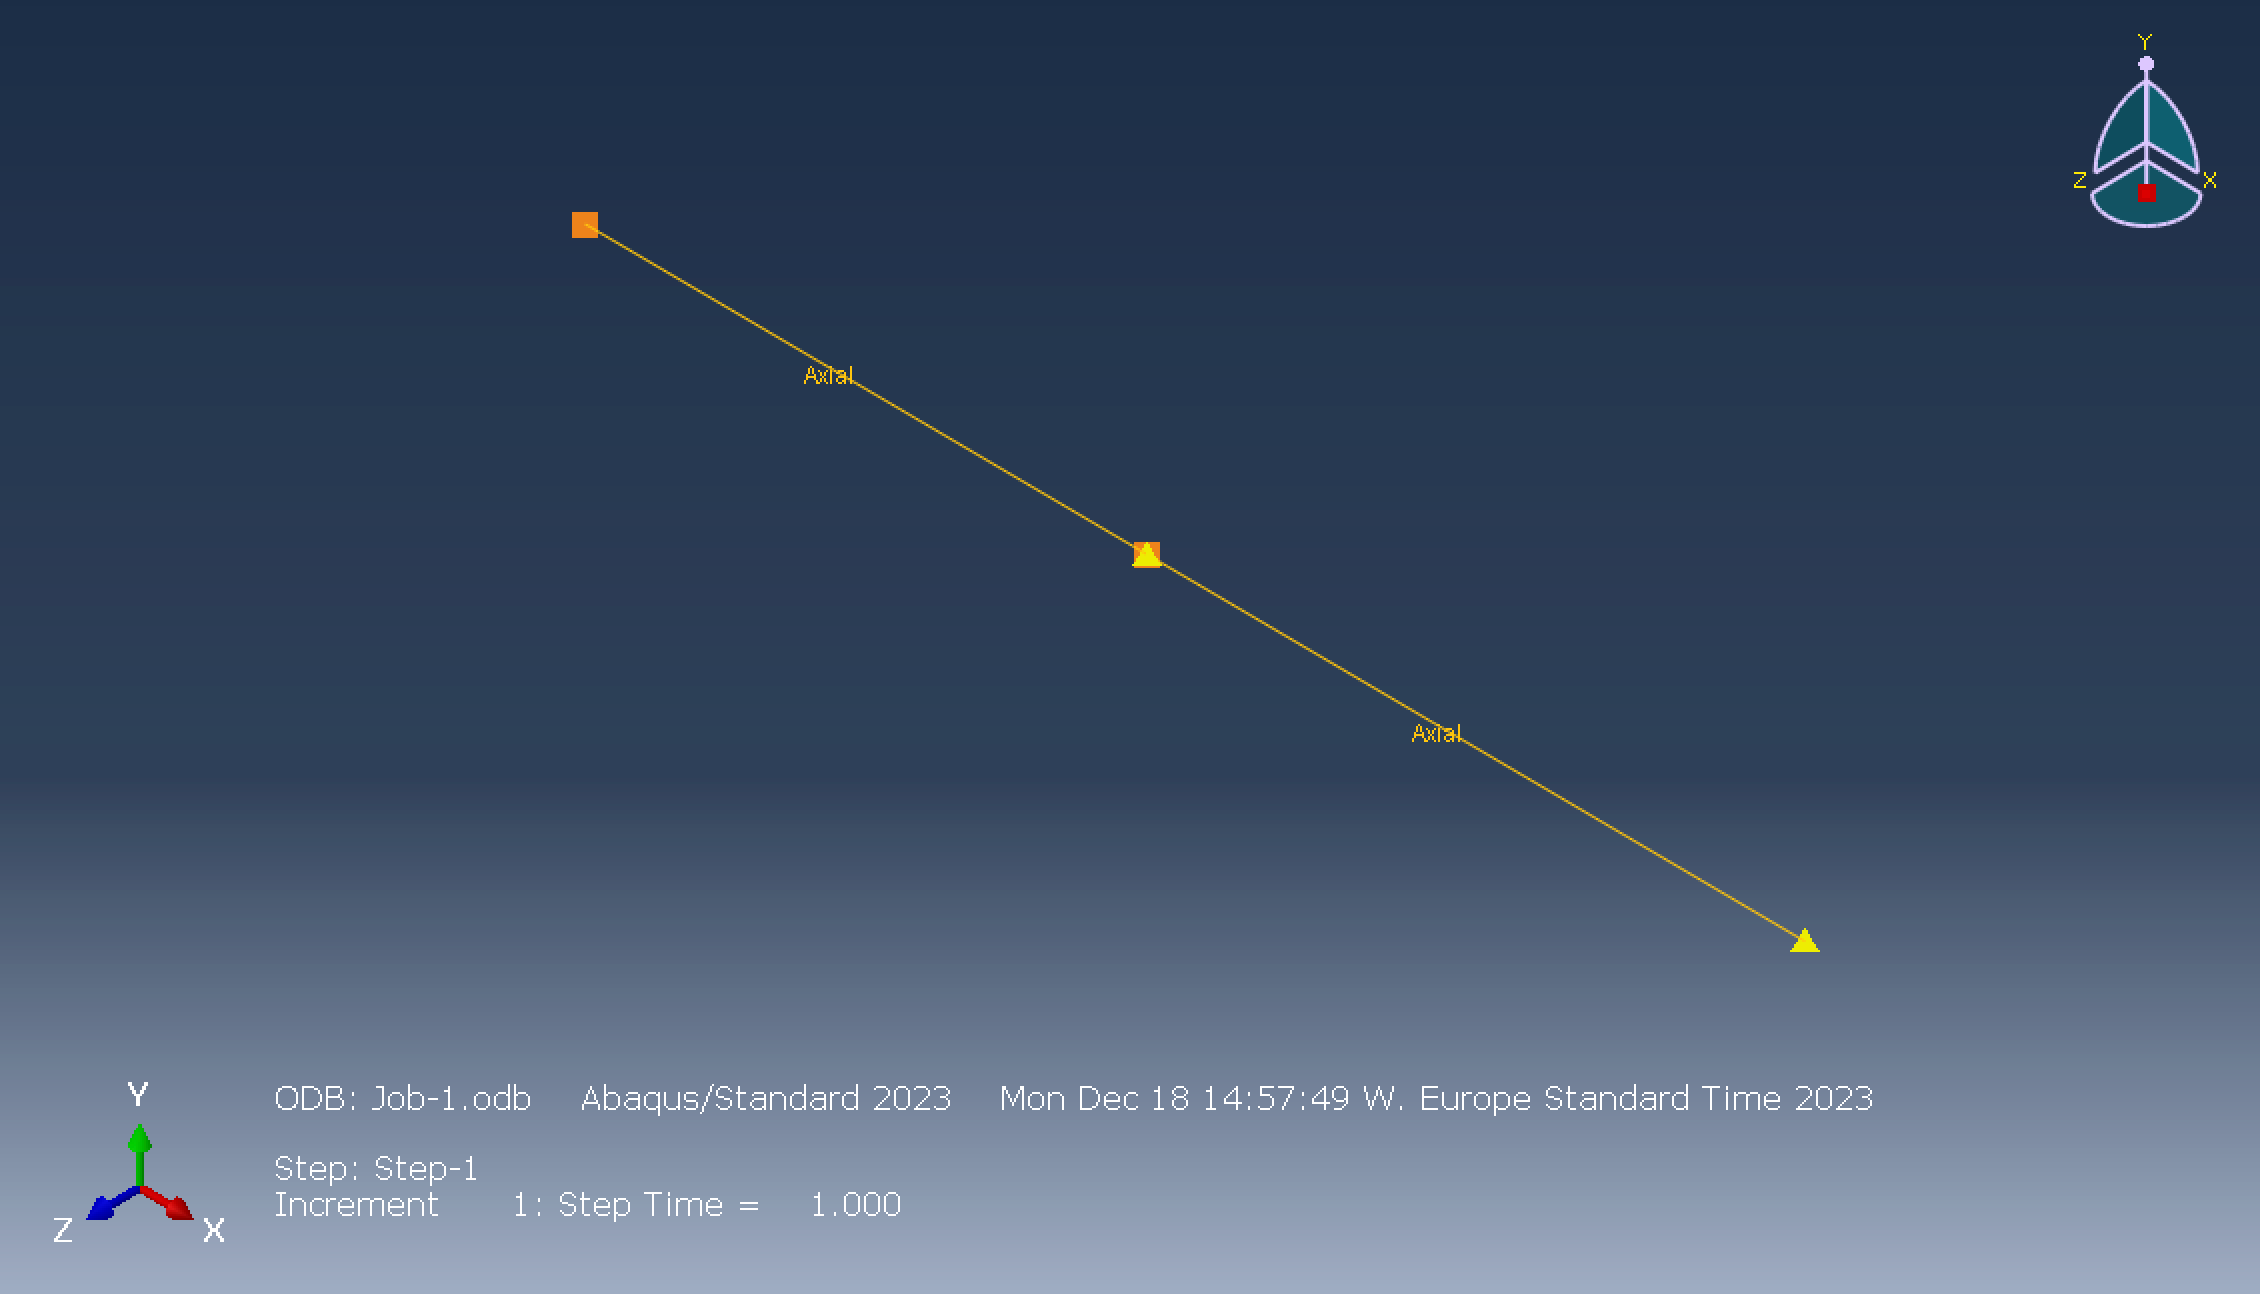 Y
Z X
Axial
Axial
Y
Z X
ODB: Job-1.odb Abaqus/Standard 2023 Mon Dec 18 14:57:49 W. Europe Standard Time 2023
Step: Step-1
Increment 1: Step Time = 1.000